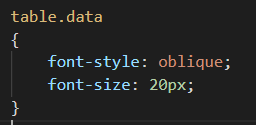 table.data
{
font-style: oblique;
font-size: 20px;
}